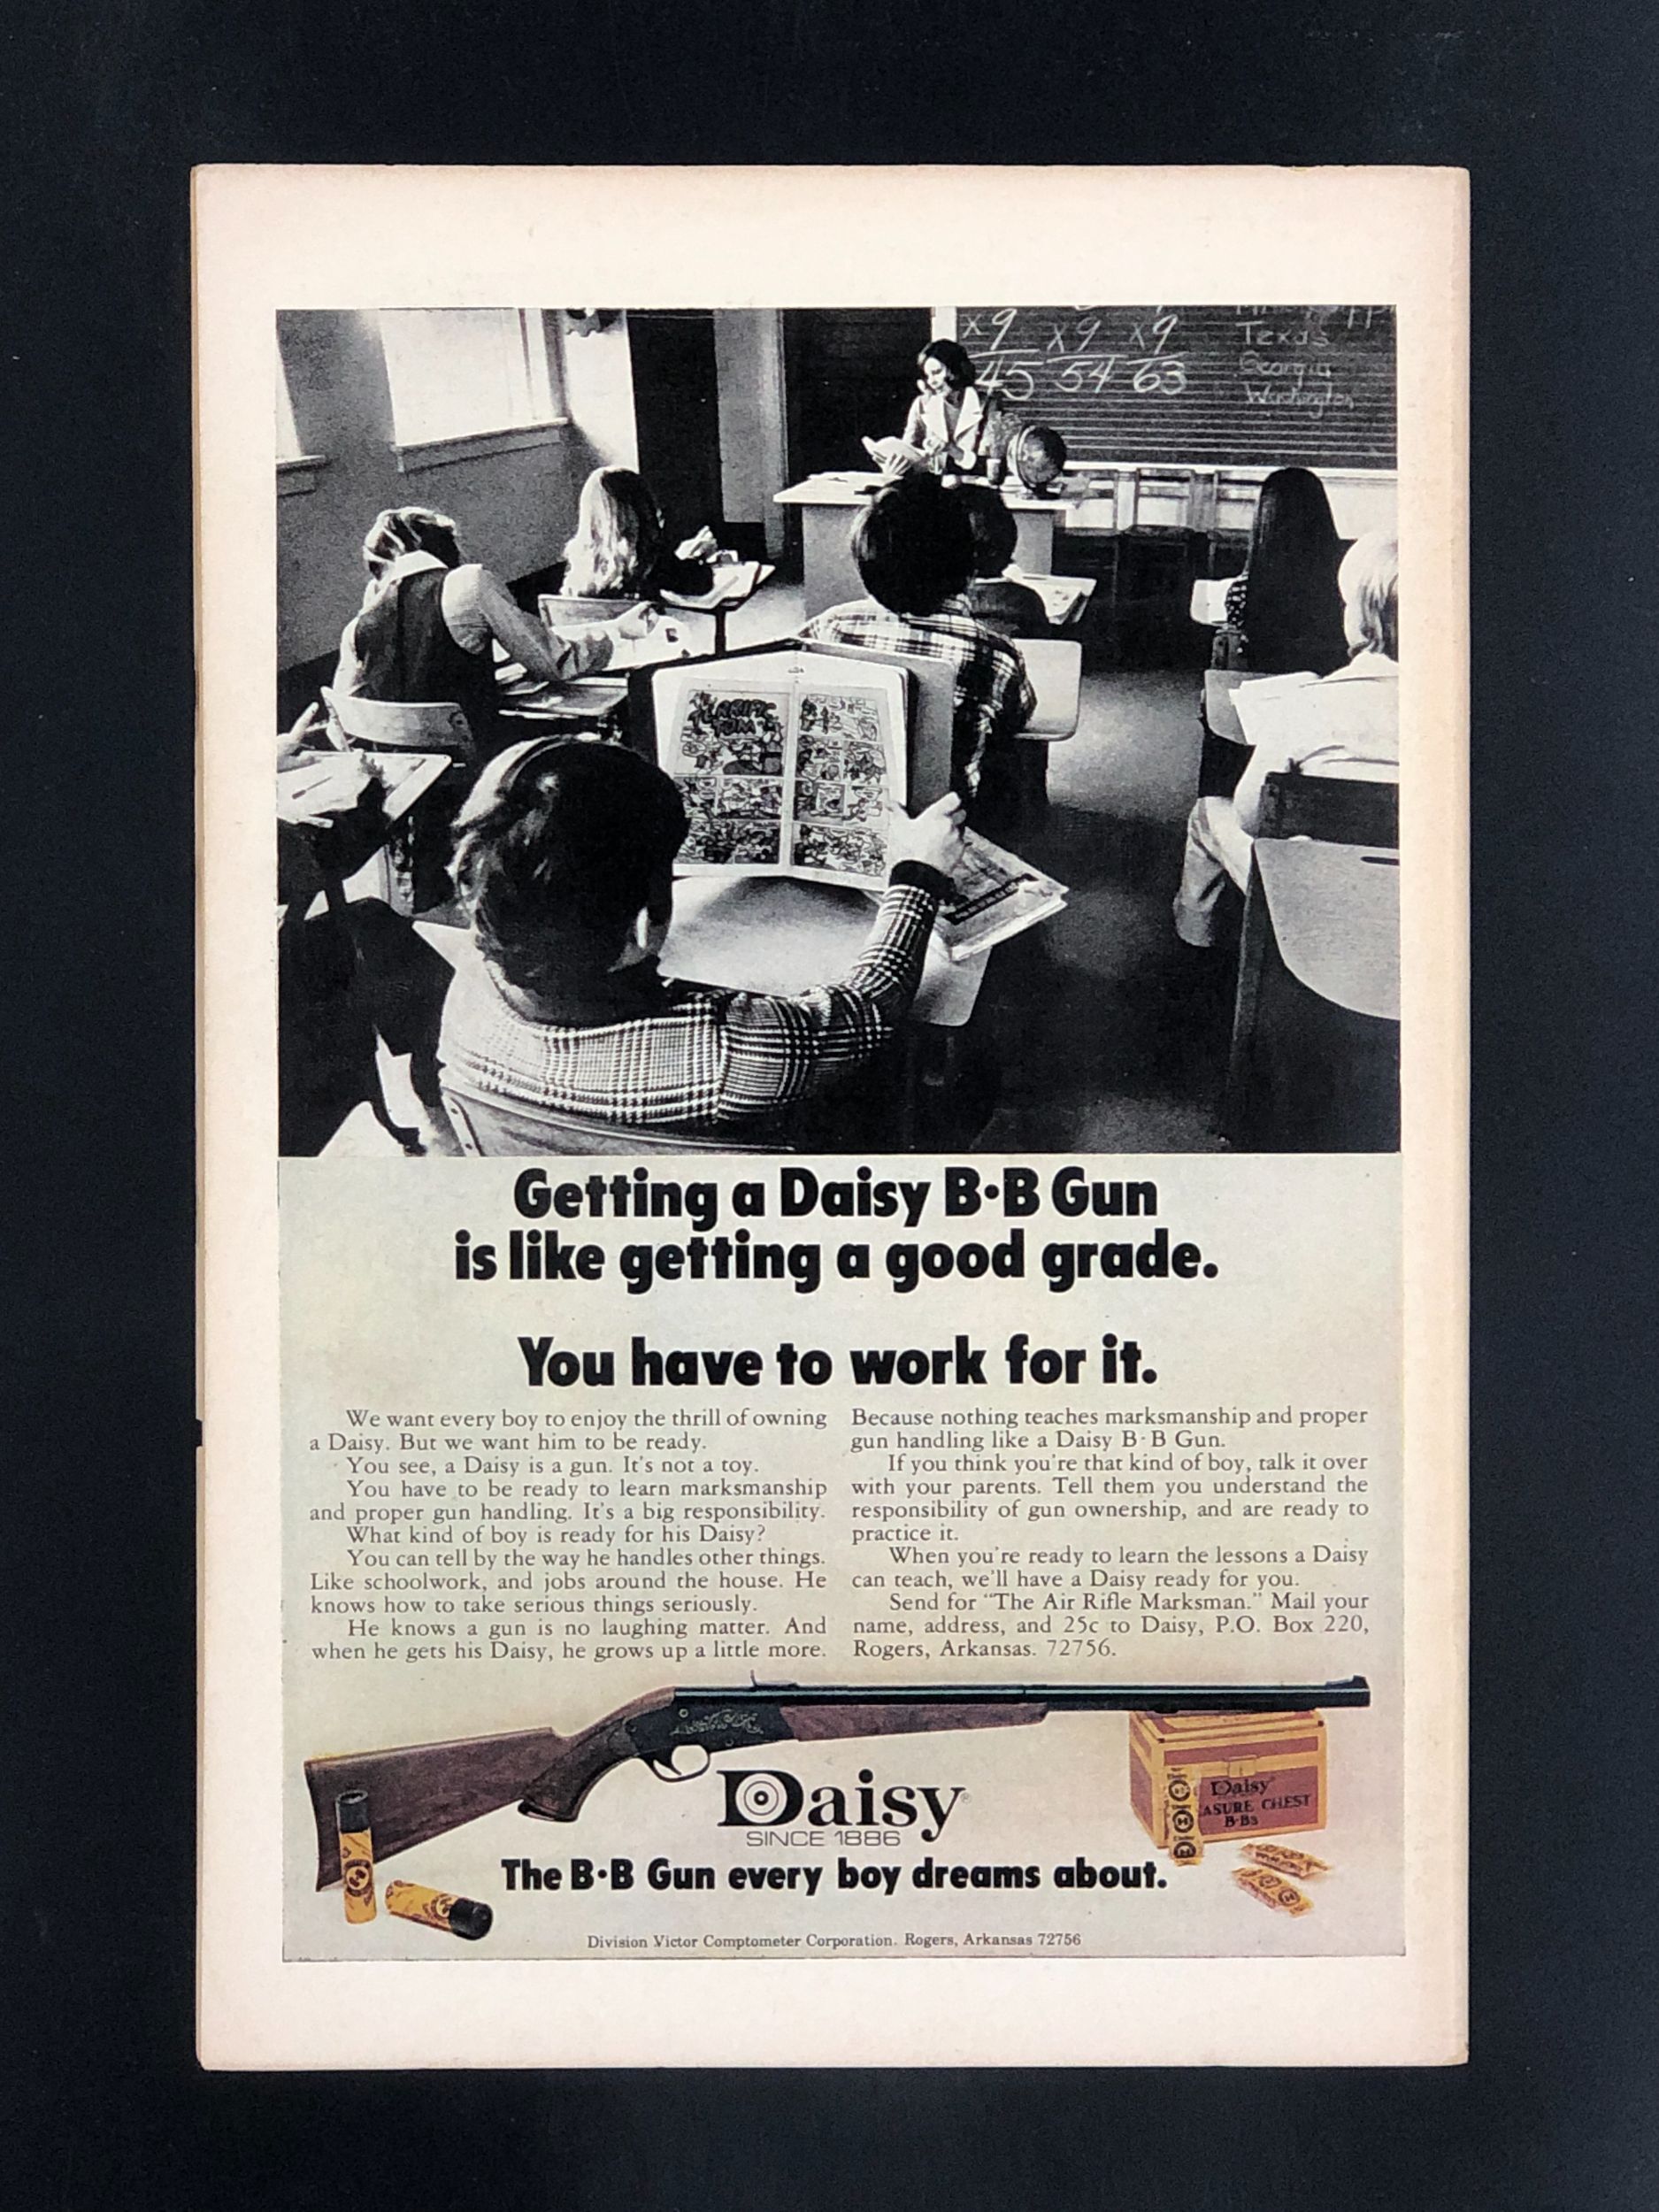 x9 x9 x9
45 54 63
Texas
Georgia
Washington
Getting a Daisy B·B Gun
is like getting a good grade.
You have to work for it.
We want every boy to enjoy the thrill of owning
a Daisy. But we want him to be ready.
You see, a Daisy is a gun. It's not a toy.
You have to be ready to learn marksmanship
and proper gun handling. It's a big responsibility.
What kind of boy is ready for his Daisy?
You can tell by the way he handles other things.
Like schoolwork, and jobs around the house. He
knows how to take serious things seriously.
He knows a gun is no laughing matter. And
when he gets his Daisy, he grows up a little more.
Because nothing teaches marksmanship and proper
gun handling like a Daisy B·B Gun.
If you think you're that kind of boy, talk it over
with your parents. Tell them you understand the
responsibility of gun ownership, and are ready to
practice it.
When you're ready to learn the lessons a Daisy
can teach, we'll have a Daisy ready for you.
Send for "The Air Rifle Marksman." Mail your
name, address, and 25c to Daisy, P.O. Box 220,
Rogers, Arkansas. 72756.
Daisy®
SINCE 1886
Daisy
ASURE CHEST
B·Bs
The B·B Gun every boy dreams about.
Division Victor Comptometer Corporation. Rogers, Arkansas 72756